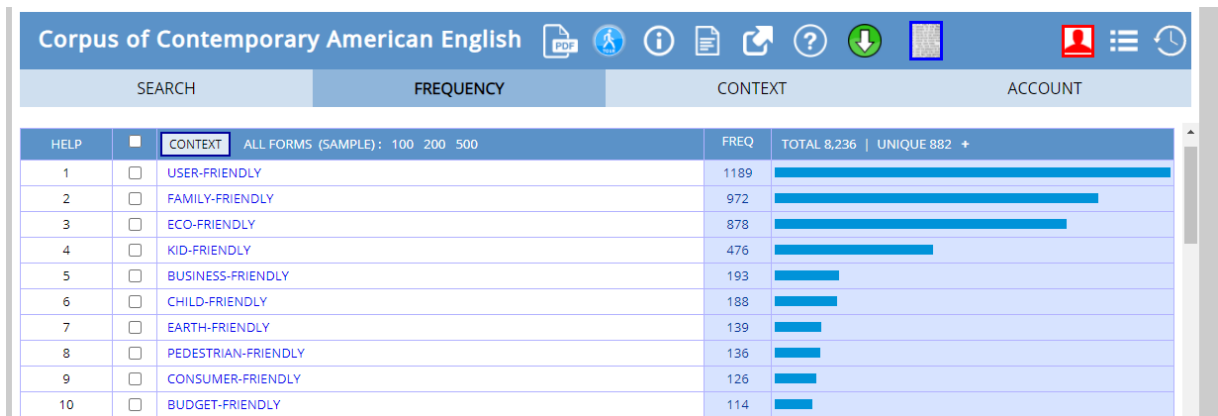 Corpus of Contemporary American English PDF
SEARCH FREQUENCY CONTEXT ACCOUNT
HELP CONTEXT ALL FORMS (SAMPLE): 100 200 500 FREQ TOTAL 8,236 | UNIQUE 882 +
1 USER-FRIENDLY 1189
2 FAMILY-FRIENDLY 972
3 ECO-FRIENDLY 878
4 KID-FRIENDLY 476
5 BUSINESS-FRIENDLY 193
6 CHILD-FRIENDLY 188
7 EARTH-FRIENDLY 139
8 PEDESTRIAN-FRIENDLY 136
9 CONSUMER-FRIENDLY 126
10 BUDGET-FRIENDLY 114